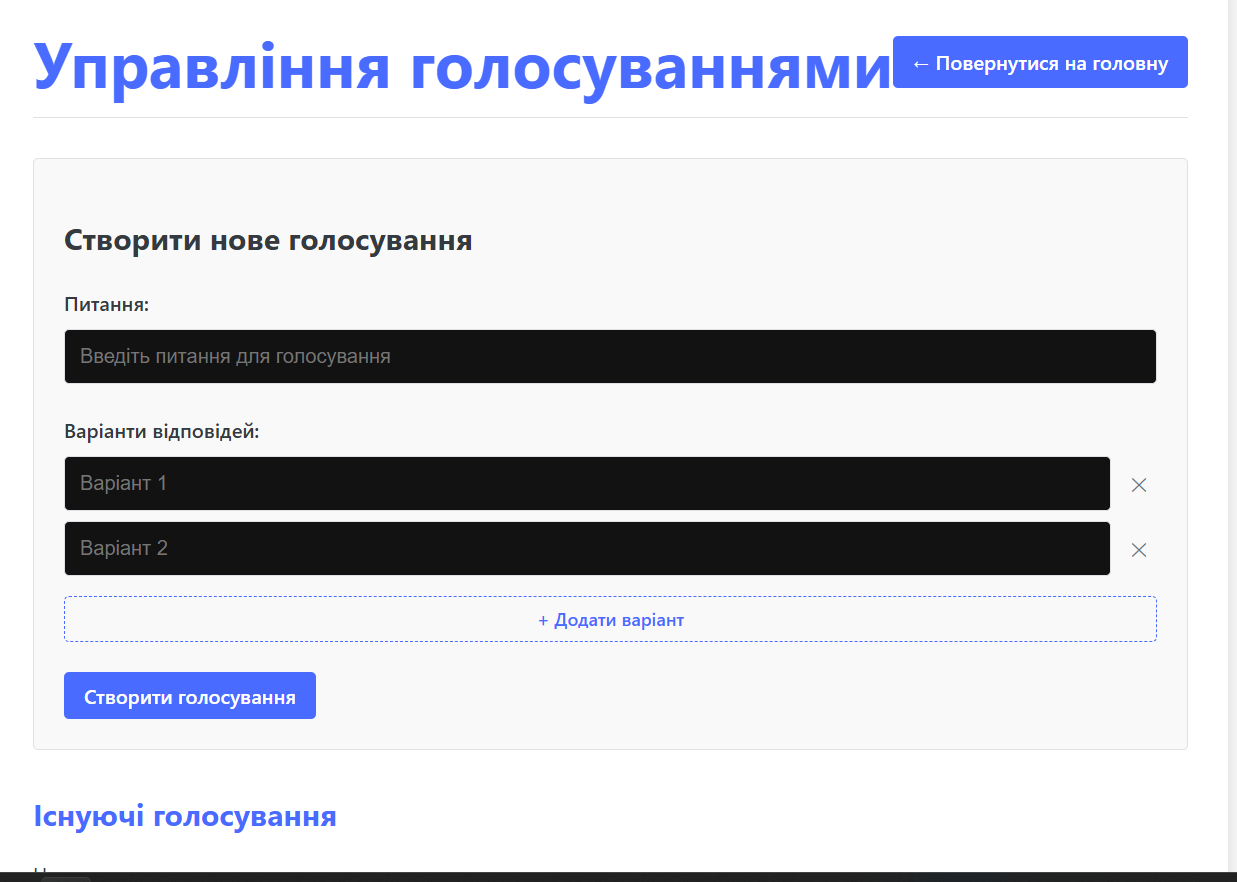 Управління голосуваннями
← Повернутися на головну
Створити нове голосування
Питання:
Введіть питання для голосування
Варіанти відповідей:
Варіант 1
Варіант 2
+ Додати варіант
Створити голосування
Існуючі голосування